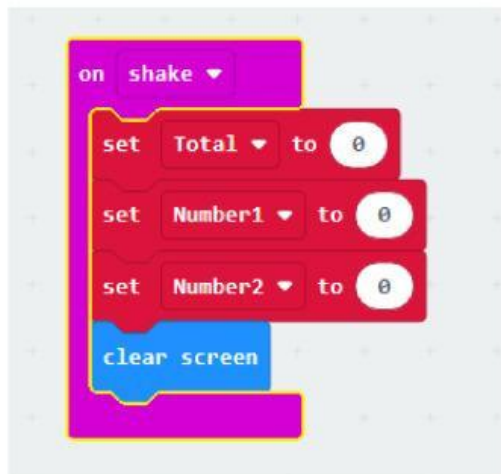 on shake
set Total to 0
set Number1 to 0
set Number2 to 0
clear screen